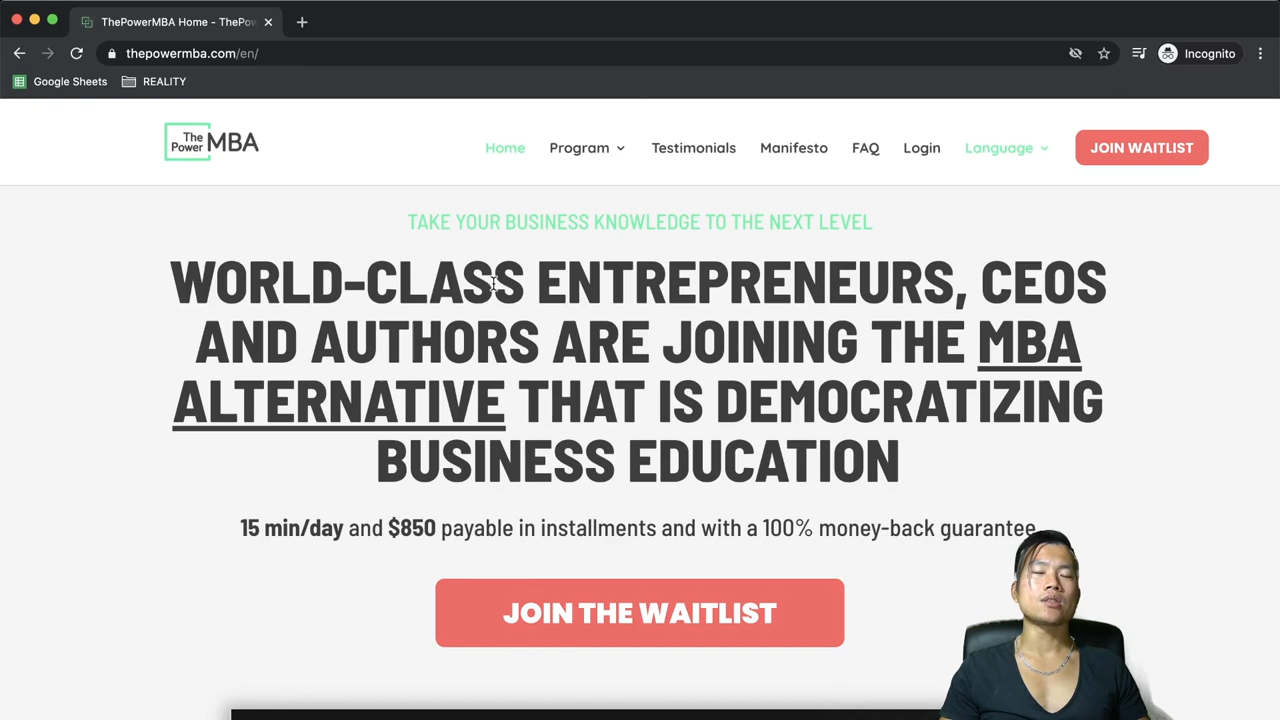 ThePowerMBA Home - ThePow
thepowermba.com/en/
Incognito
Google Sheets
REALITY
The
Power MBA
Home
Program
Testimonials
Manifesto
FAQ
Login
Language
JOIN WAITLIST
TAKE YOUR BUSINESS KNOWLEDGE TO THE NEXT LEVEL
WORLD-CLASS ENTREPRENEURS, CEOS
AND AUTHORS ARE JOINING THE MBA
ALTERNATIVE THAT IS DEMOCRATIZING
BUSINESS EDUCATION
15 min/day and $850 payable in installments and with a 100% money-back guarantee.
JOIN THE WAITLIST